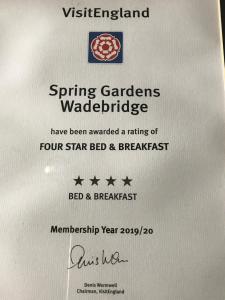 VisitEngland
Spring Gardens
Wadebridge
have been awarded a rating of
FOUR STAR BED & BREAKFAST
BED & BREAKFAST
Membership Year 2019/20
Denis Wormwell
Chairman, VisitEngland